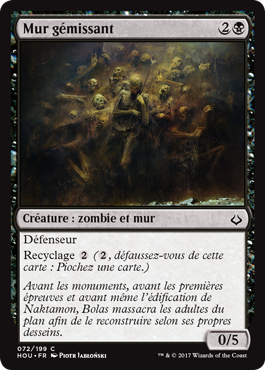 Mur gémissant 2
Créature : zombie et mur
Défenseur
Recyclage 2 (2, défaussez-vous de cette
carte : Piochez une carte.)
Avant les monuments, avant les premières
épreuves et avant même l'édification de
Naktamon, Bolas massacra les adultes du
plan afin de le reconstruire selon ses propres
desseins.
0/5
072/199 C
HOU • FR Piotr Jabłoński
™ & © 2017 Wizards of the Coast